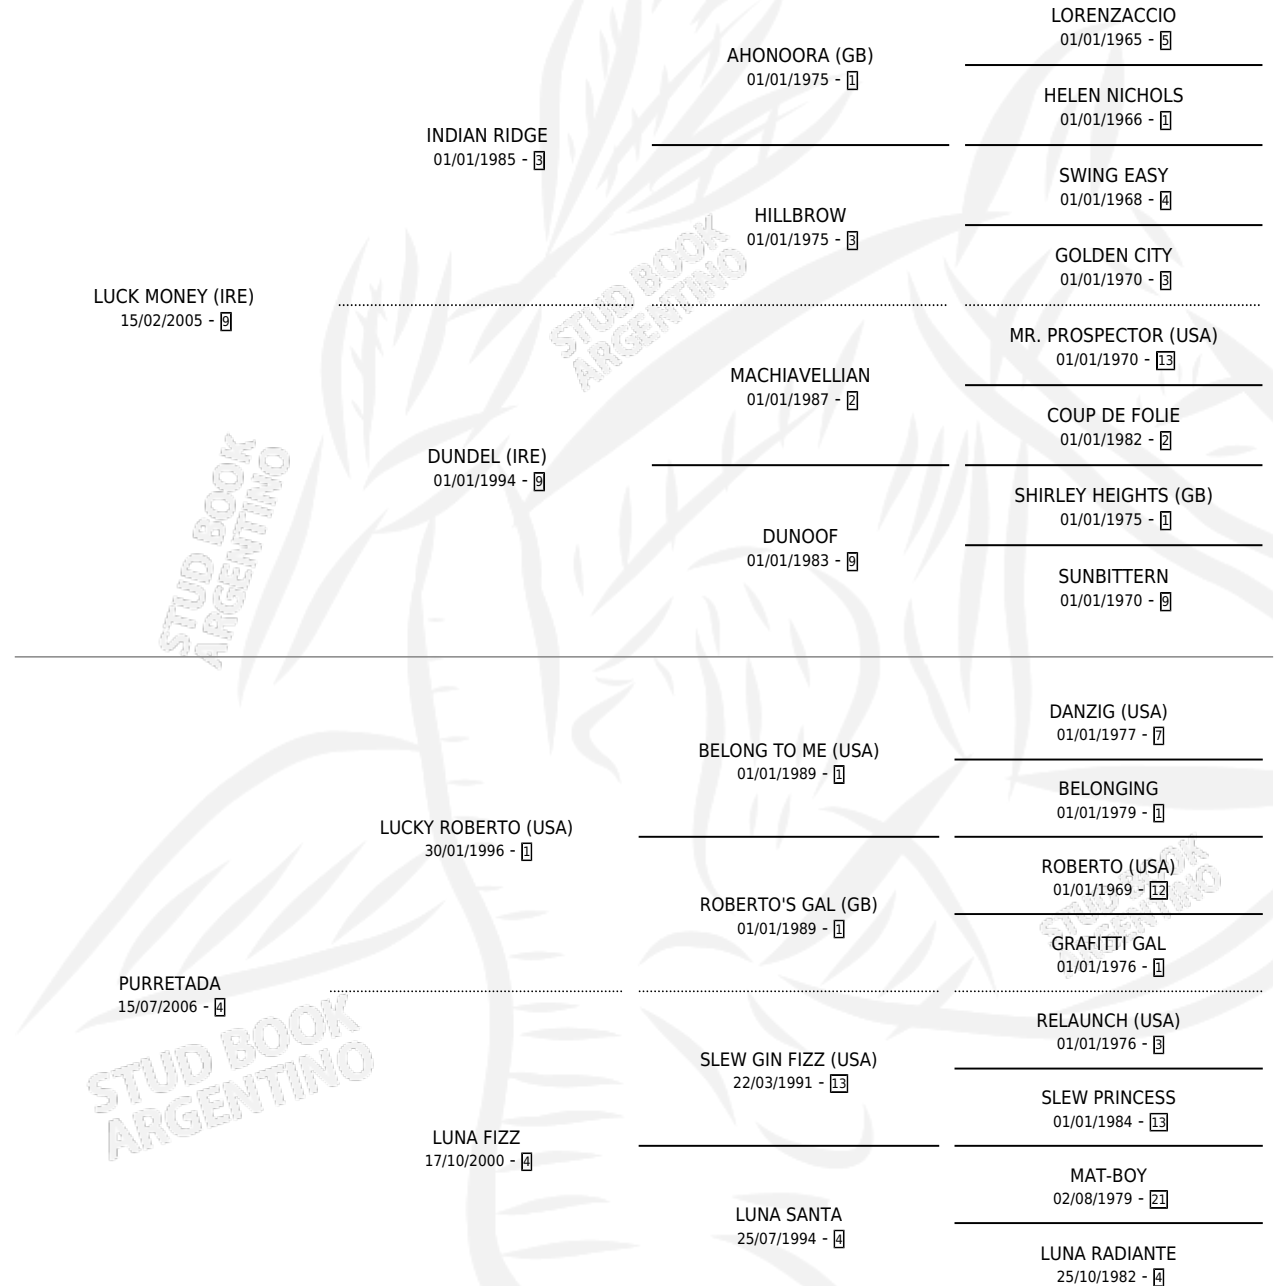 LORENZACCIO
01/01/1965 - 5
AHONOORA (GB)
01/01/1975 - 1
HELEN NICHOLS
01/01/1966 - 1
INDIAN RIDGE
01/01/1985 - 3
SWING EASY
01/01/1968 - 4
HILLBROW
01/01/1975 - 3
GOLDEN CITY
01/01/1970 - 3
STUD BOOK
ARGENTINO
LUCK MONEY (IRE)
15/02/2005 - 9
MR. PROSPECTOR (USA)
01/01/1970 - 13
MACHIAVELLIAN
01/01/1987 - 2
COUP DE FOLIE
01/01/1982 - 2
DUNDEL (IRE)
01/01/1994 - 9
SHIRLEY HEIGHTS (GB)
01/01/1975 - 1
DUNOOF
01/01/1983 - 9
SUNBITTERN
01/01/1970 - 9
STUD BOOK
ARGENTINO
DANZIG (USA)
01/01/1977 - 7
BELONG TO ME (USA)
01/01/1989 - 1
BELONGING
01/01/1979 - 1
LUCKY ROBERTO (USA)
30/01/1996 - 1
ROBERTO (USA)
01/01/1969 - 12
ROBERTO'S GAL (GB)
01/01/1989 - 1
GRAFITTI GAL
01/01/1976 - 1
STUD BOOK
ARGENTINO
PURRETADA
15/07/2006 - 4
RELAUNCH (USA)
01/01/1976 - 3
SLEW GIN FIZZ (USA)
22/03/1991 - 13
SLEW PRINCESS
01/01/1984 - 13
STUD BOOK
ARGENTINO
LUNA FIZZ
17/10/2000 - 4
MAT-BOY
02/08/1979 - 21
LUNA SANTA
25/07/1994 - 4
LUNA RADIANTE
25/10/1982 - 4